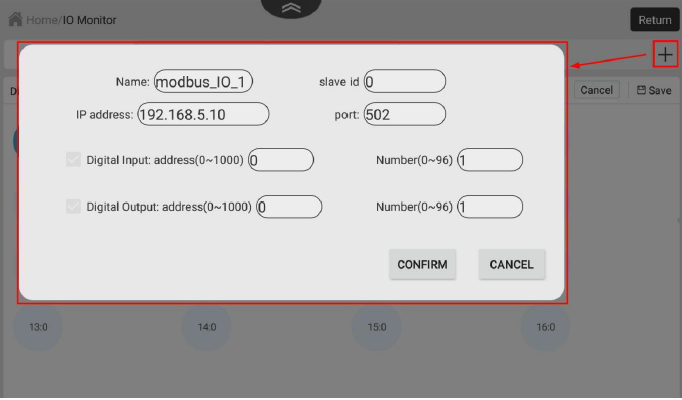 Home/IO Monitor
Return
Name: modbus_IO_1
slave id 0
IP address: 192.168.5.10
port: 502
Cancel
Save
Digital Input: address(0~1000) 0
Number(0~96) 1
Digital Output: address(0~1000) 0
Number(0~96) 1
CONFIRM
CANCEL
13:0
14:0
15:0
16:0